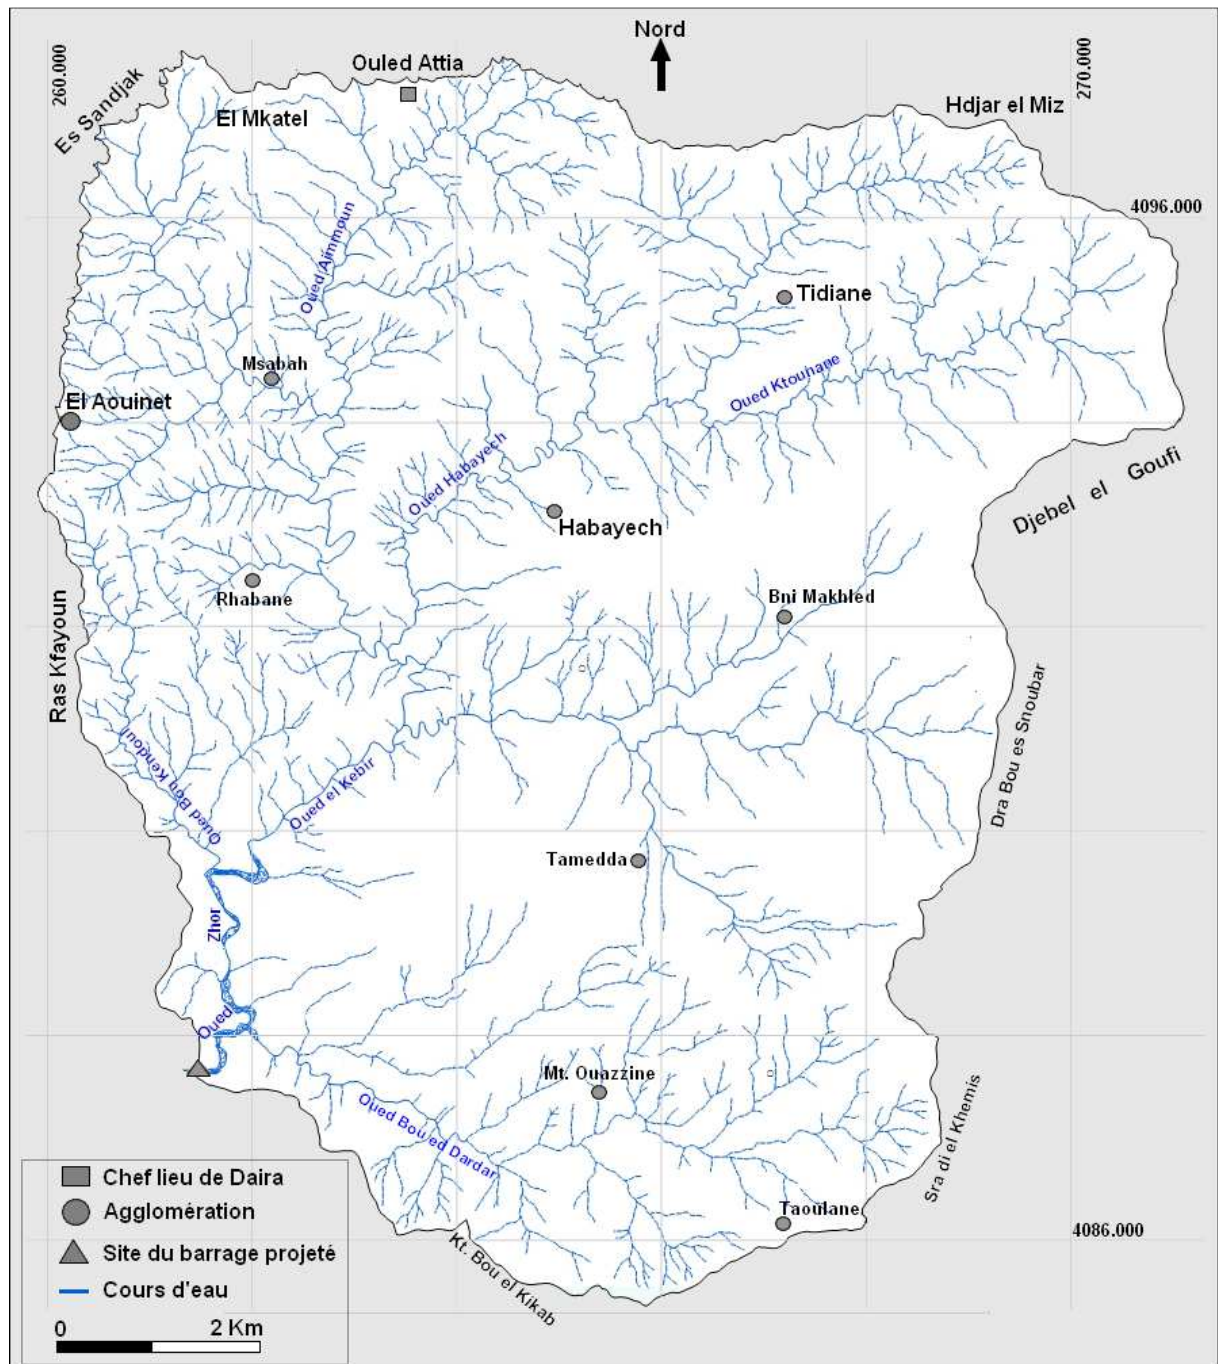 Nord
260.000
270.000
Ouled Attia
Es Sandjak
El Mkatel
Hdjar el Miz
4096.000
Oued Aimmoun
Tidiane
Msabah
Oued Ktouhane
El Aouinet
Oued Habayech
Djebel el Goufi
Habayech
Rhabane
Bni Makhled
Ras Kfayoun
Dra Bou es Snoubar
Oued Bou Kendoul
Oued el Kebir
Tamedda
Oued Zhor
Mt. Ouazzine
Oued Bou ed Dardar
Sra di el Khemis
Taoulane
4086.000
Kt. Bou el Kikab
Chef lieu de Daira
Agglomération
Site du barrage projeté
Cours d'eau
0 2 Km